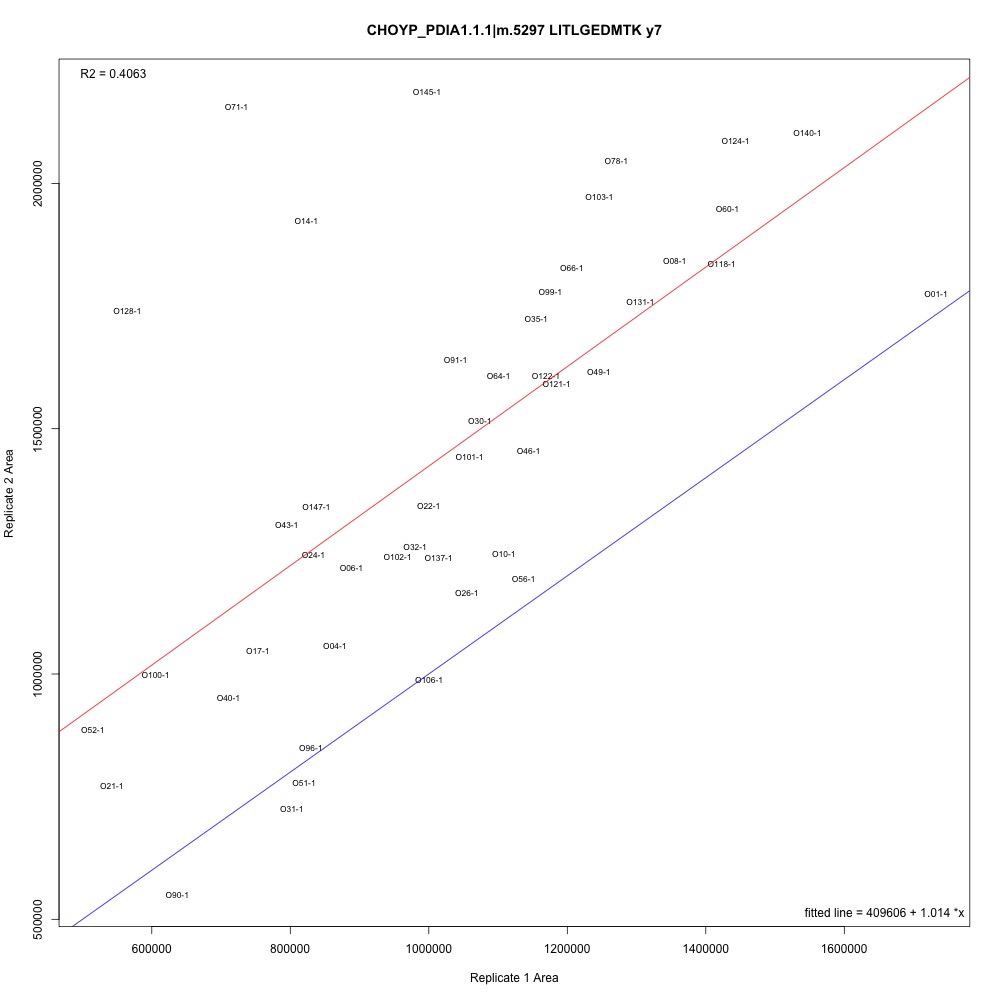 CHOYP_PDIA1.1.1|m.5297 LITLGEDMTK y7
R2 = 0.4063
O145-1
O71-1
O140-1
O124-1
O78-1
O103-1
O60-1
O14-1
O08-1
O118-1
O66-1
O99-1
O01-1
O131-1
O128-1
O35-1
O91-1
O49-1
O64-1
O122-1
O121-1
O30-1
O46-1
O101-1
O147-1
O22-1
O43-1
O32-1
O24-1
O102-1
O137-1
O10-1
O06-1
O56-1
O26-1
O04-1
O17-1
O100-1
O106-1
O40-1
O52-1
O96-1
O51-1
O21-1
O31-1
O90-1
fitted line = 409606 + 1.014 *x
2000000
1500000
1000000
500000
Replicate 2 Area
600000 800000 1000000 1200000 1400000 1600000
Replicate 1 Area